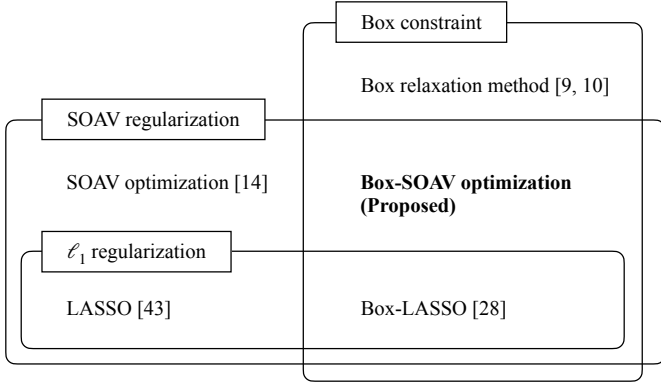 Box constraint
Box relaxation method [9, 10]
SOAV regularization
SOAV optimization [14]
Box-SOAV optimization
(Proposed)
ℓ₁ regularization
LASSO [43]
Box-LASSO [28]